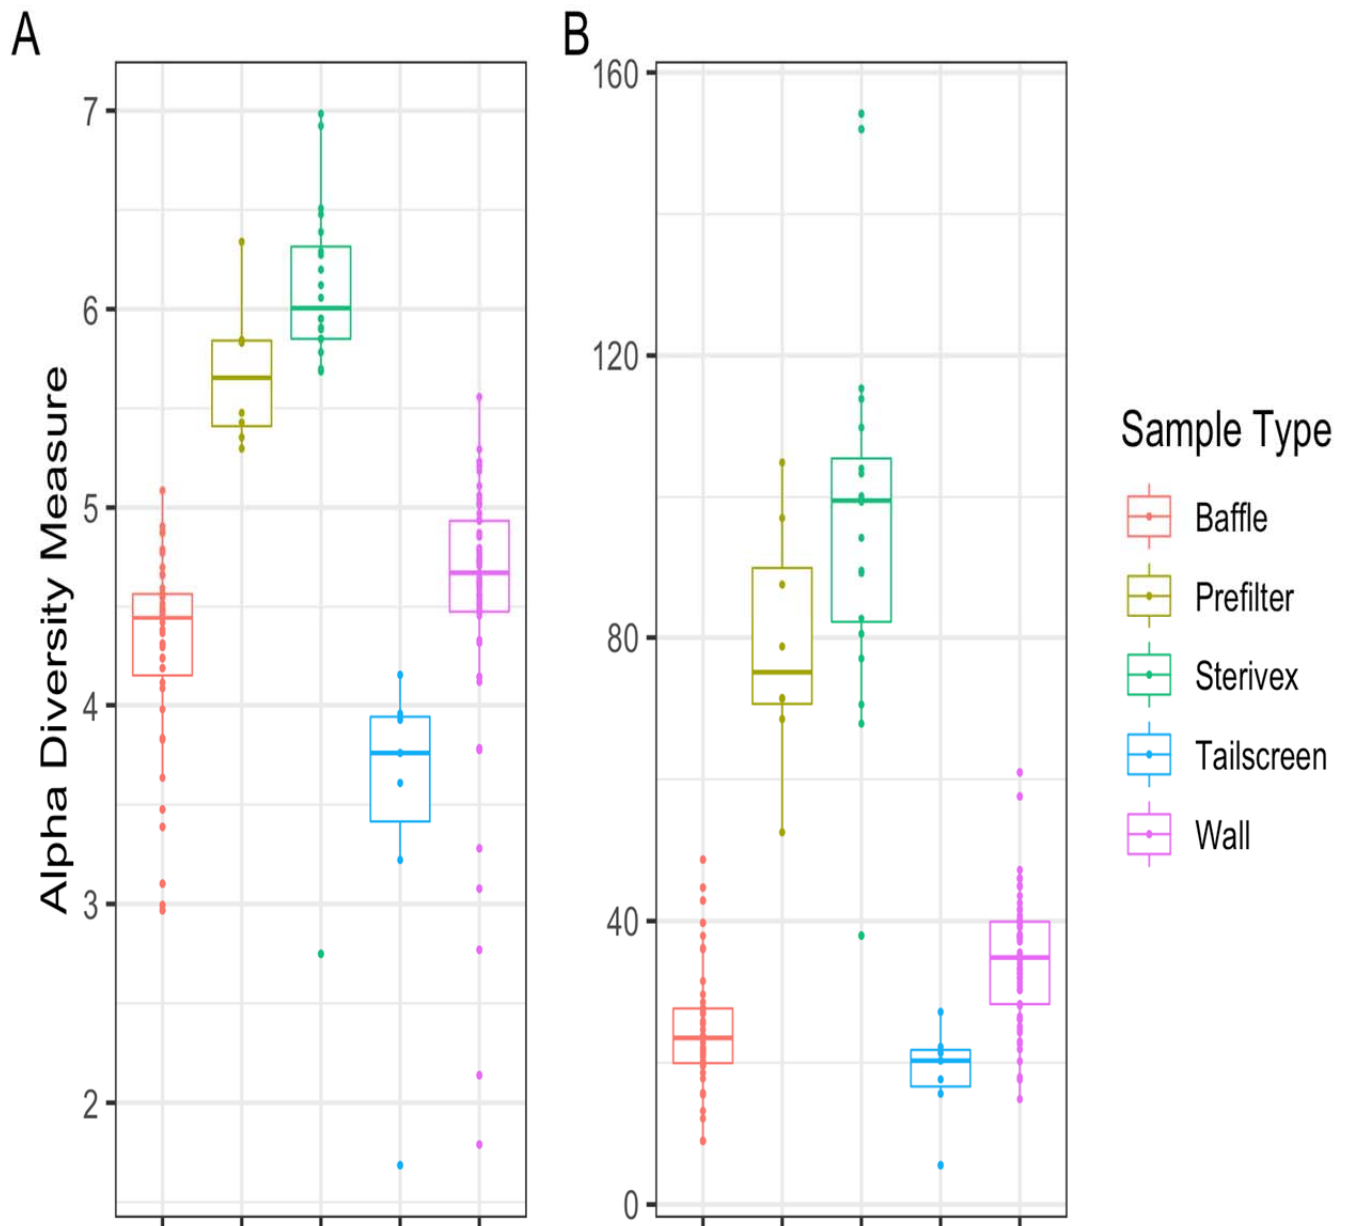 A
B
Alpha Diversity Measure
7
6
5
4
3
2
160
120
80
40
0
Sample Type
Baffle
Prefilter
Sterivex
Tailscreen
Wall